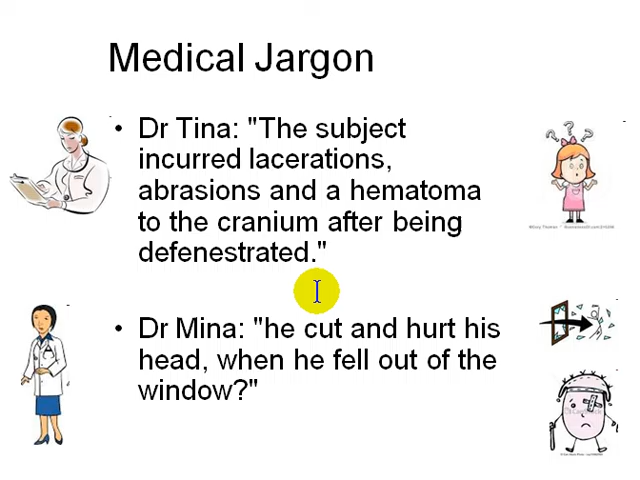 Medical Jargon
• Dr Tina: "The subject
incurred lacerations,
abrasions and a hematoma
to the cranium after being
defenestrated."
? ? ?
• Dr Mina: "he cut and hurt his
head, when he fell out of the
window?"